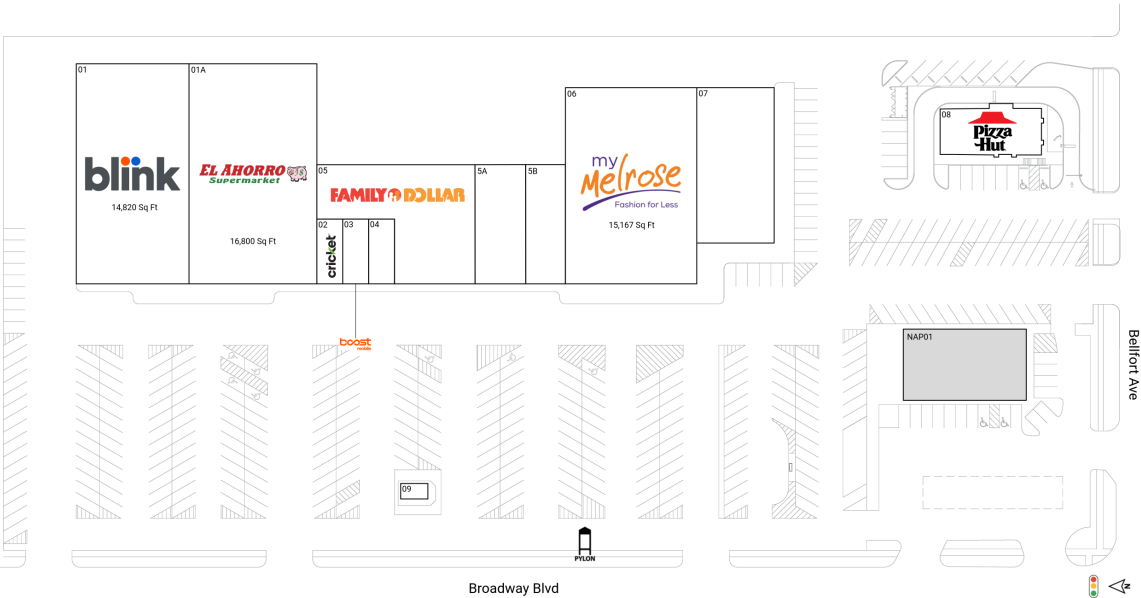 01
blink
14,820 Sq Ft
01A
EL AHORRO
Supermarket
16,800 Sq Ft
05
FAMILY DOLLAR
02
cricket
03
04
boost
mobile
5A
5B
06
my
Melrose
Fashion for Less
15,167 Sq Ft
07
08
Pizza
Hut
NAP01
09
PYLON
Broadway Blvd
Bellfort Ave
N